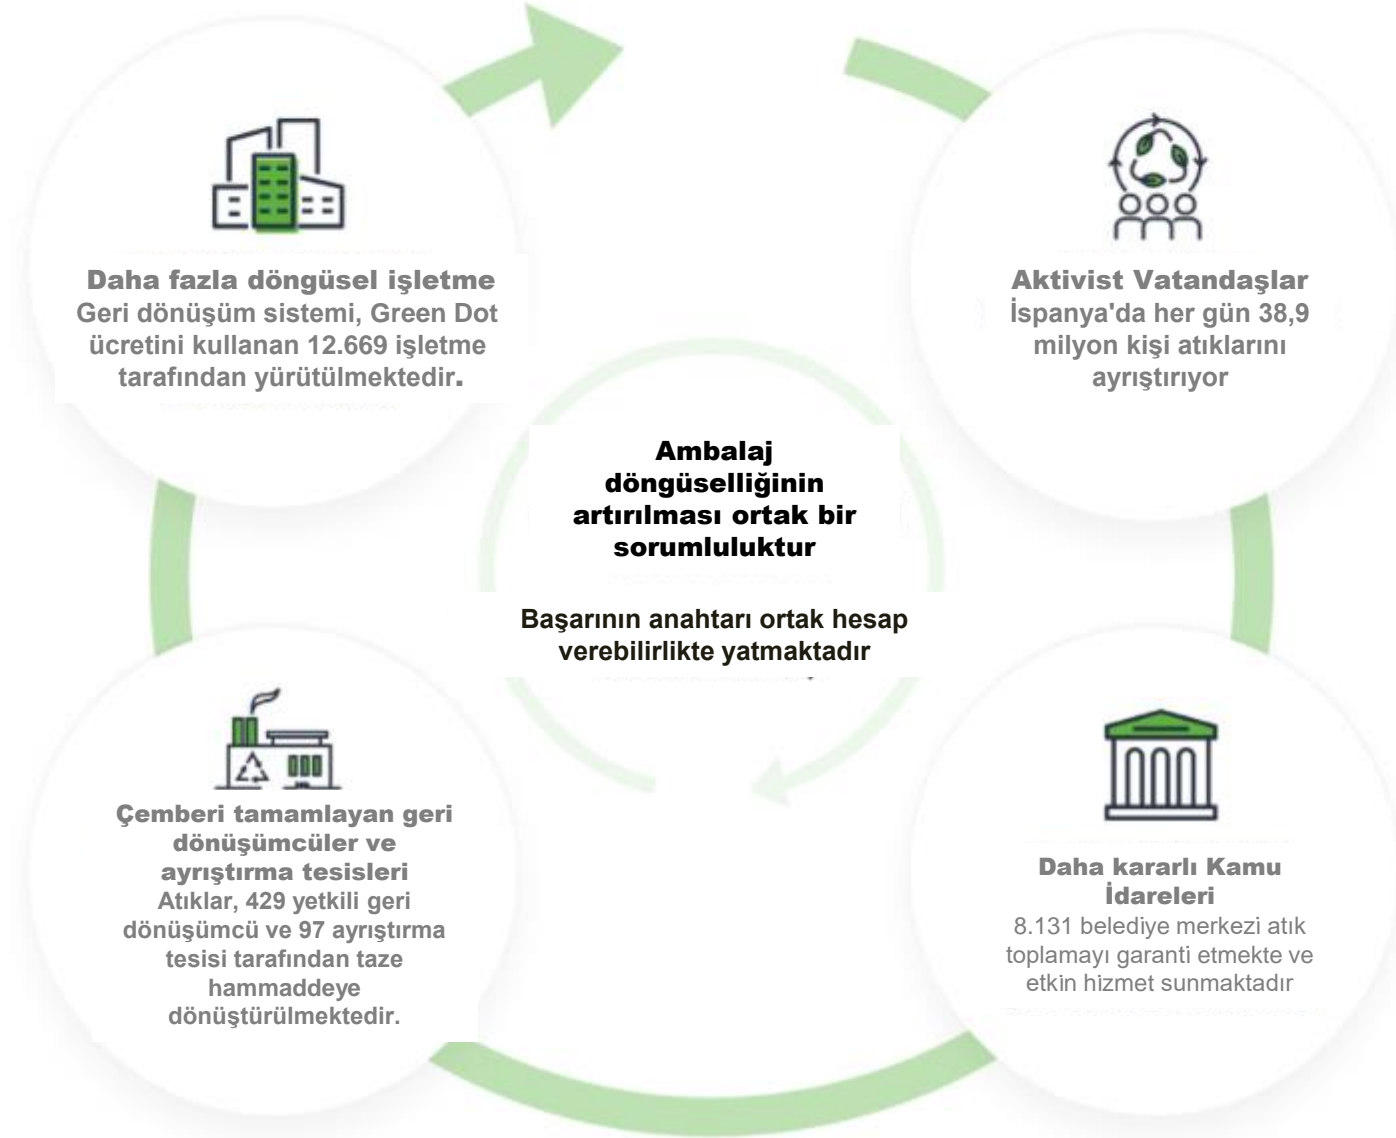 Daha fazla döngüsel işletme
Geri dönüşüm sistemi, Green Dot
ücretini kullanan 12.669 işletme
tarafından yürütülmektedir.
Aktivist Vatandaşlar
İspanya'da her gün 38,9
milyon kişi atıklarını
ayrıştırıyor
Ambalaj
döngüselliğinin
artırılması ortak bir
sorumluluktur
Başarının anahtarı ortak hesap
verebilirlikte yatmaktadır
Çemberi tamamlayan geri
dönüşümcüler ve
ayrıştırma tesisleri
Atıklar, 429 yetkili geri
dönüşümcü ve 97 ayrıştırma
tesisi tarafından taze
hammaddeye
dönüştürülmektedir.
Daha kararlı Kamu
İdareleri
8.131 belediye merkezi atık
toplamayı garanti etmekte ve
etkin hizmet sunmaktadır